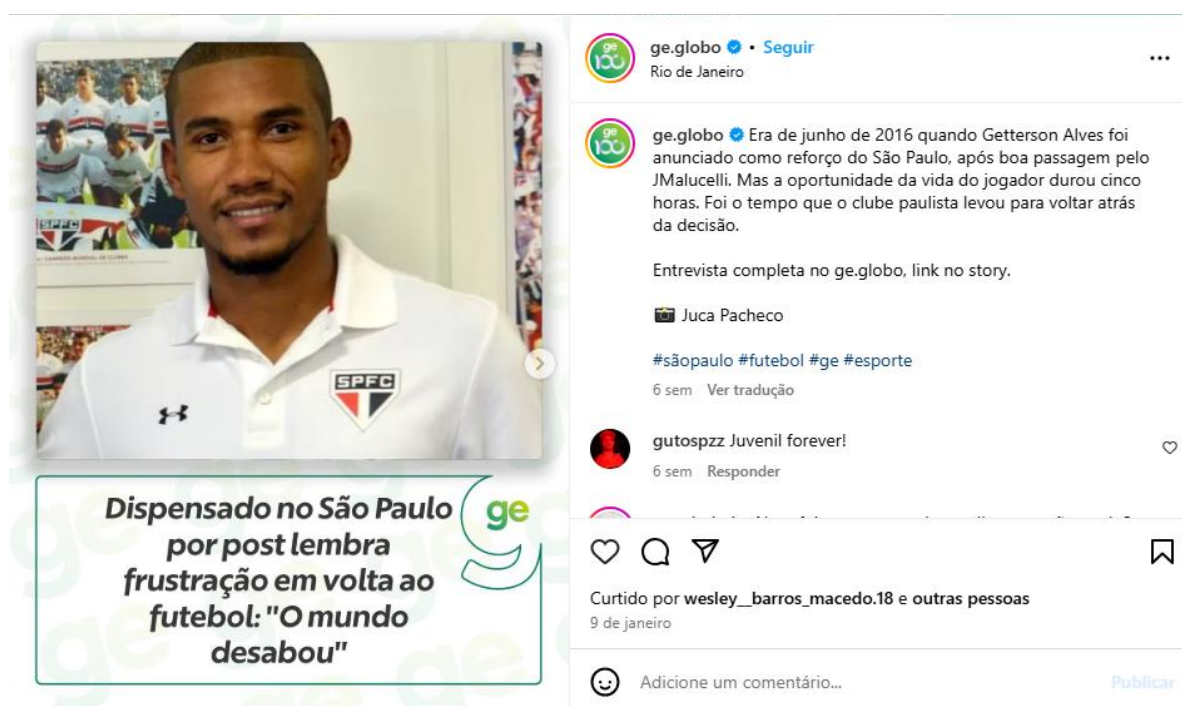 SPFC
SPFC
Dispensado no São Paulo
por post lembra
frustração em volta ao
futebol: "O mundo
desabou"
ge
ge.globo • Seguir
Rio de Janeiro
ge.globo Era de junho de 2016 quando Getterson Alves foi
anunciado como reforço do São Paulo, após boa passagem pelo
JMalucelli. Mas a oportunidade da vida do jogador durou cinco
horas. Foi o tempo que o clube paulista levou para voltar atrás
da decisão.
Entrevista completa no ge.globo, link no story.
📷 Juca Pacheco
#sãopaulo #futebol #ge #esporte
6 sem Ver tradução
gutospzz Juvenil forever!
6 sem Responder
Curtido por wesley__barros_macedo.18 e outras pessoas
9 de janeiro
Adicione um comentário...
Publicar